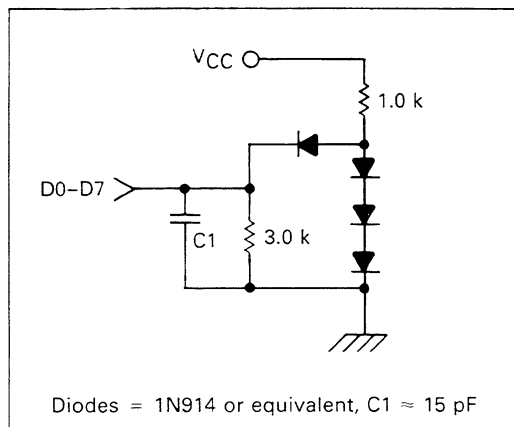 VCC
1.0 k
D0–D7
C1
3.0 k
Diodes = 1N914 or equivalent, C1 ≈ 15 pF